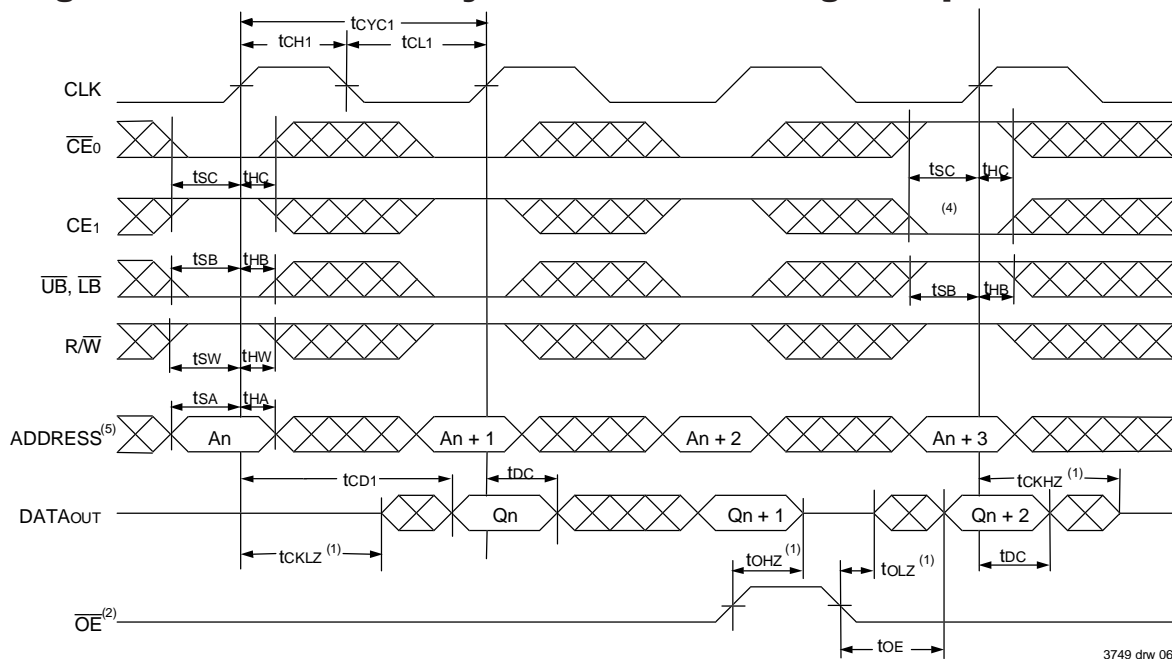 tCYC1
tCH1
tCL1
CLK
CE0
tSC tHC
tSC tHC
(4)
CE1
tSB tHB
UB, LB
tSB tHB
R/W
tSW tHW
tSA tHA
ADDRESS(5)
An
An + 1
An + 2
An + 3
tCD1
tDC
tCKHZ (1)
DATAOUT
Qn
Qn + 1
Qn + 2
tCKLZ (1)
tOHZ (1)
tOLZ (1)
tDC
OE(2)
tOE
3749 drw 06